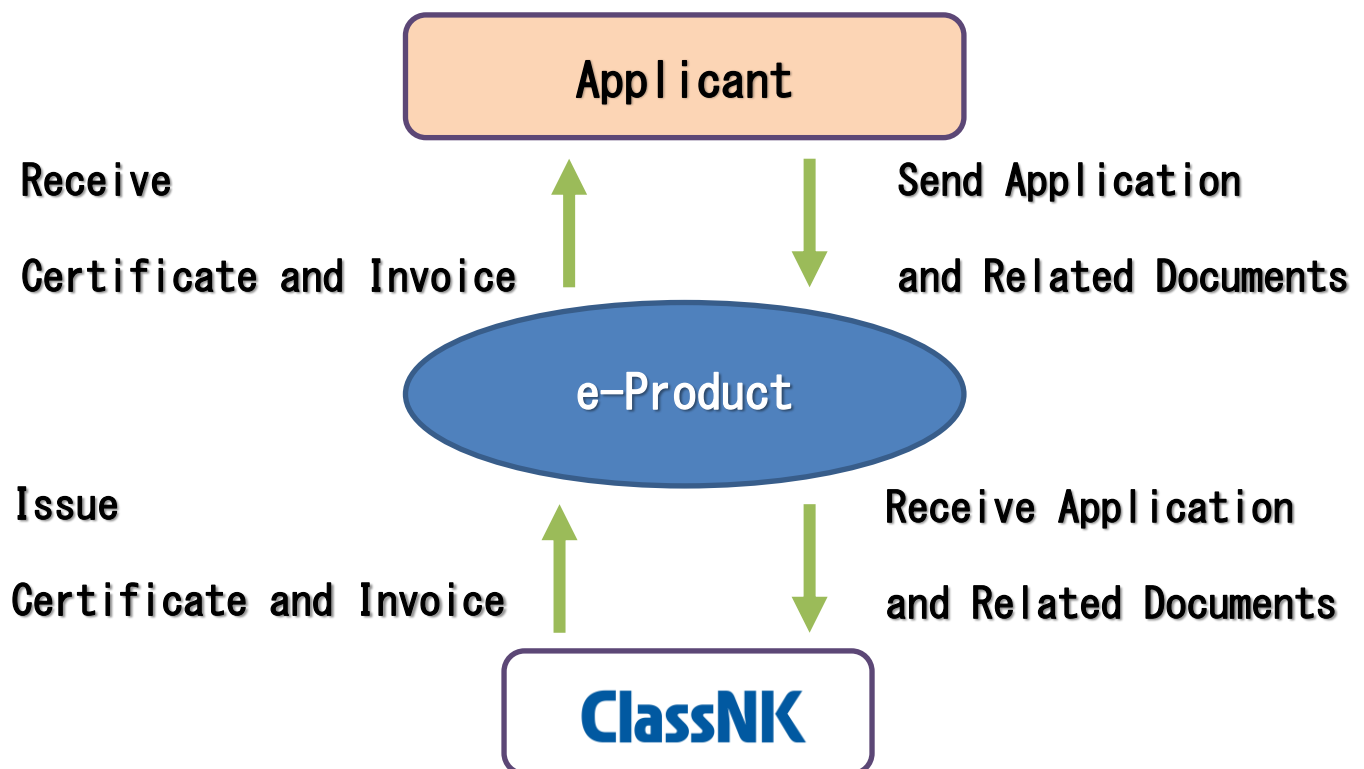 Applicant
Receive
Certificate and Invoice
Send Application
and Related Documents
e-Product
Issue
Certificate and Invoice
Receive Application
and Related Documents
ClassNK